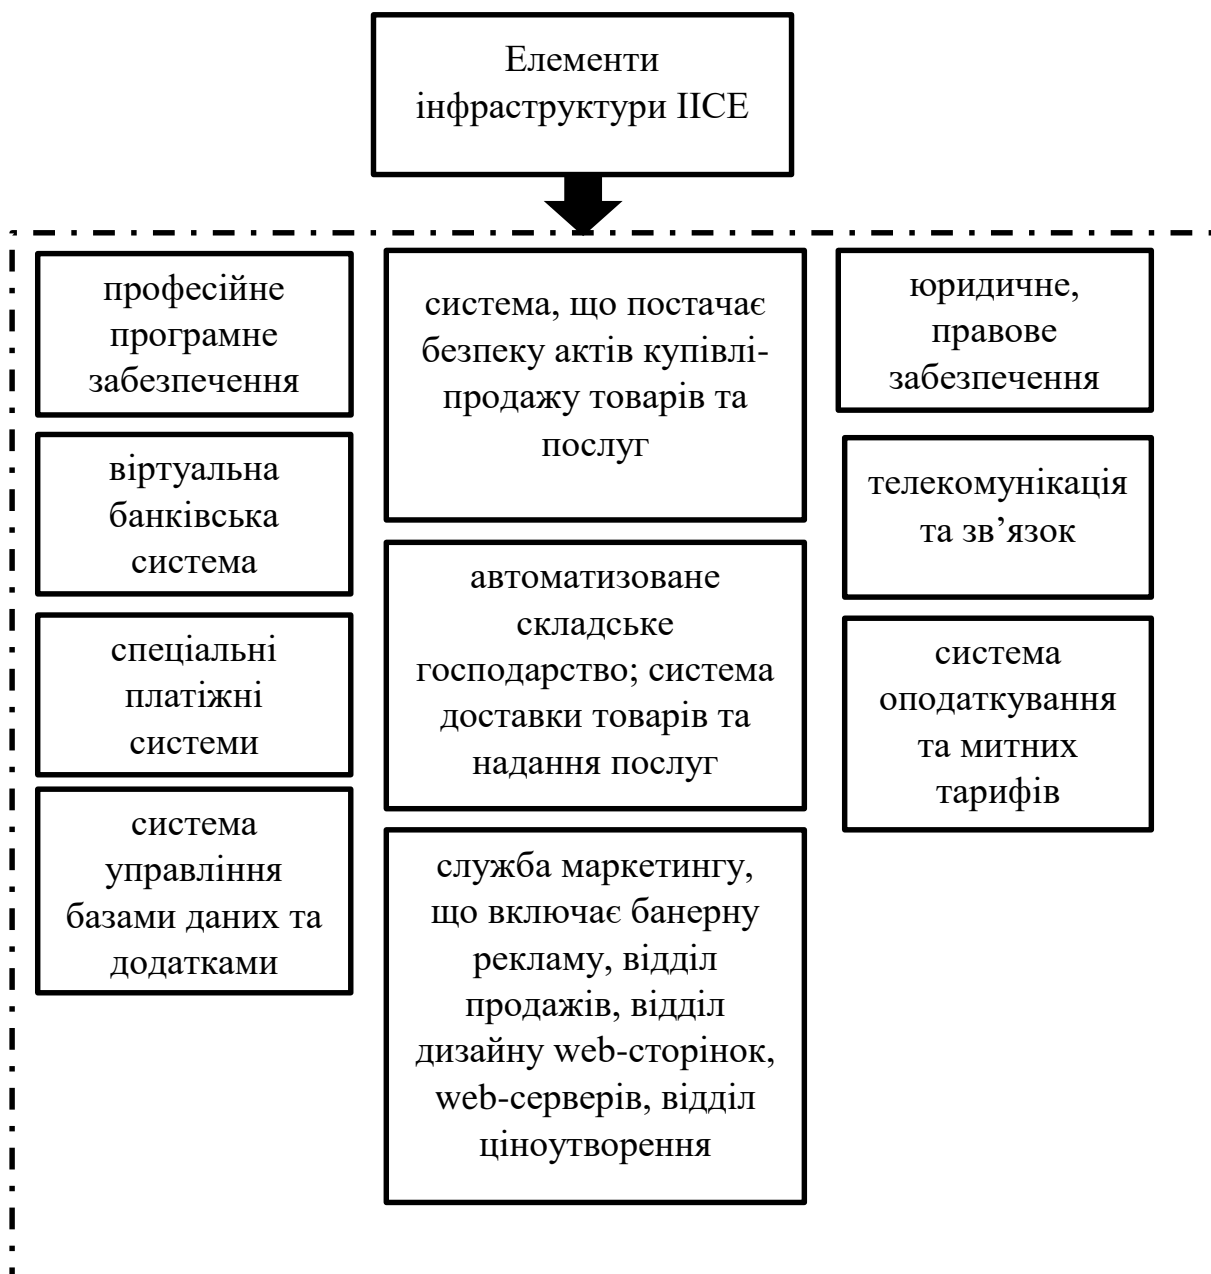 Елементи
інфраструктури ІІСЕ
професійне
програмне
забезпечення
віртуальна
банківська
система
спеціальні
платіжні
системи
система
управління
базами даних та
додатками
система, що постачає
безпеку актів купівлі-
продажу товарів та
послуг
автоматизоване
складське
господарство; система
доставки товарів та
надання послуг
служба маркетингу,
що включає банерну
рекламу, відділ
продажів, відділ
дизайну web-сторінок,
web-серверів, відділ
ціноутворення
юридичне,
правове
забезпечення
телекомунікація
та зв’язок
система
оподаткування
та митних
тарифів